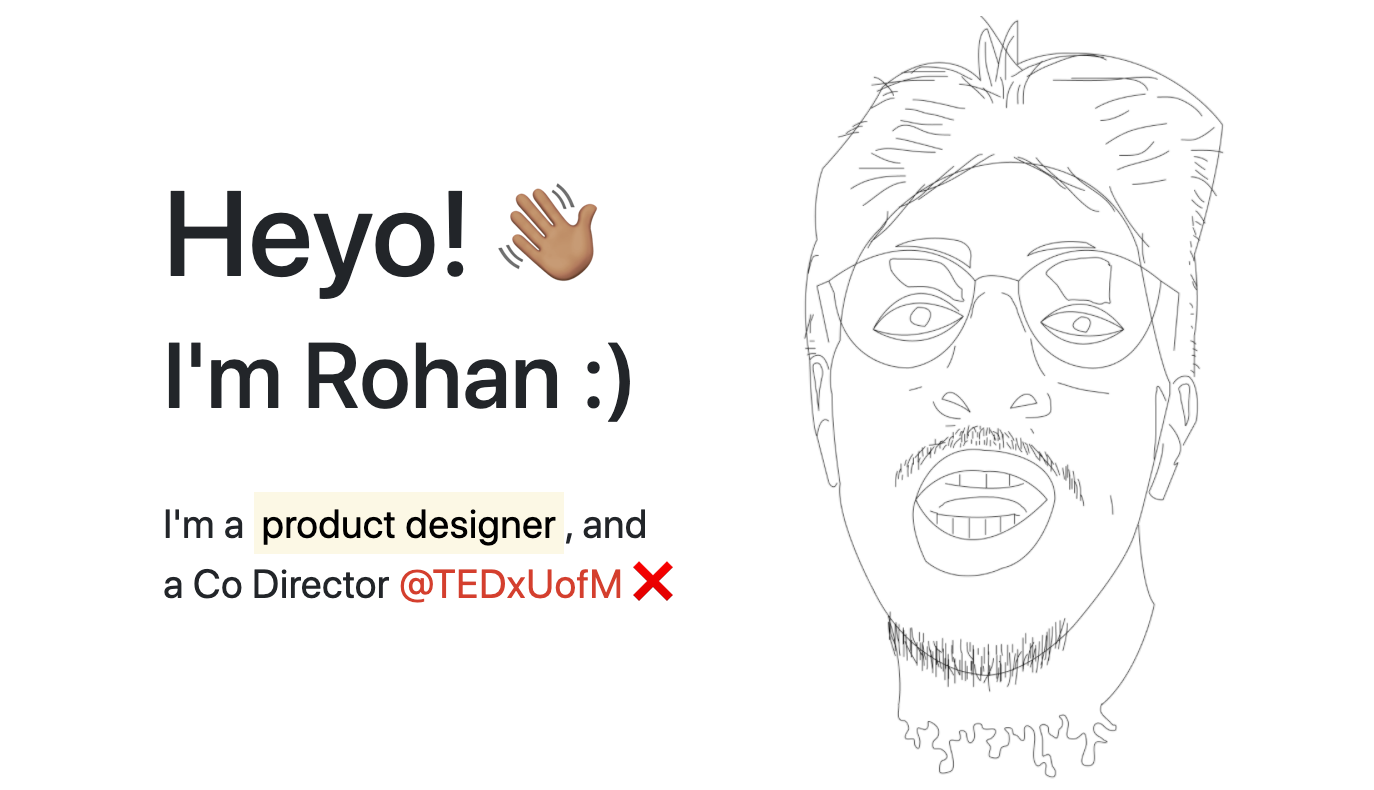 Heyo! 👋🏽
I'm Rohan :)
I'm a product designer, and
a Co Director @TEDxUofM ❌